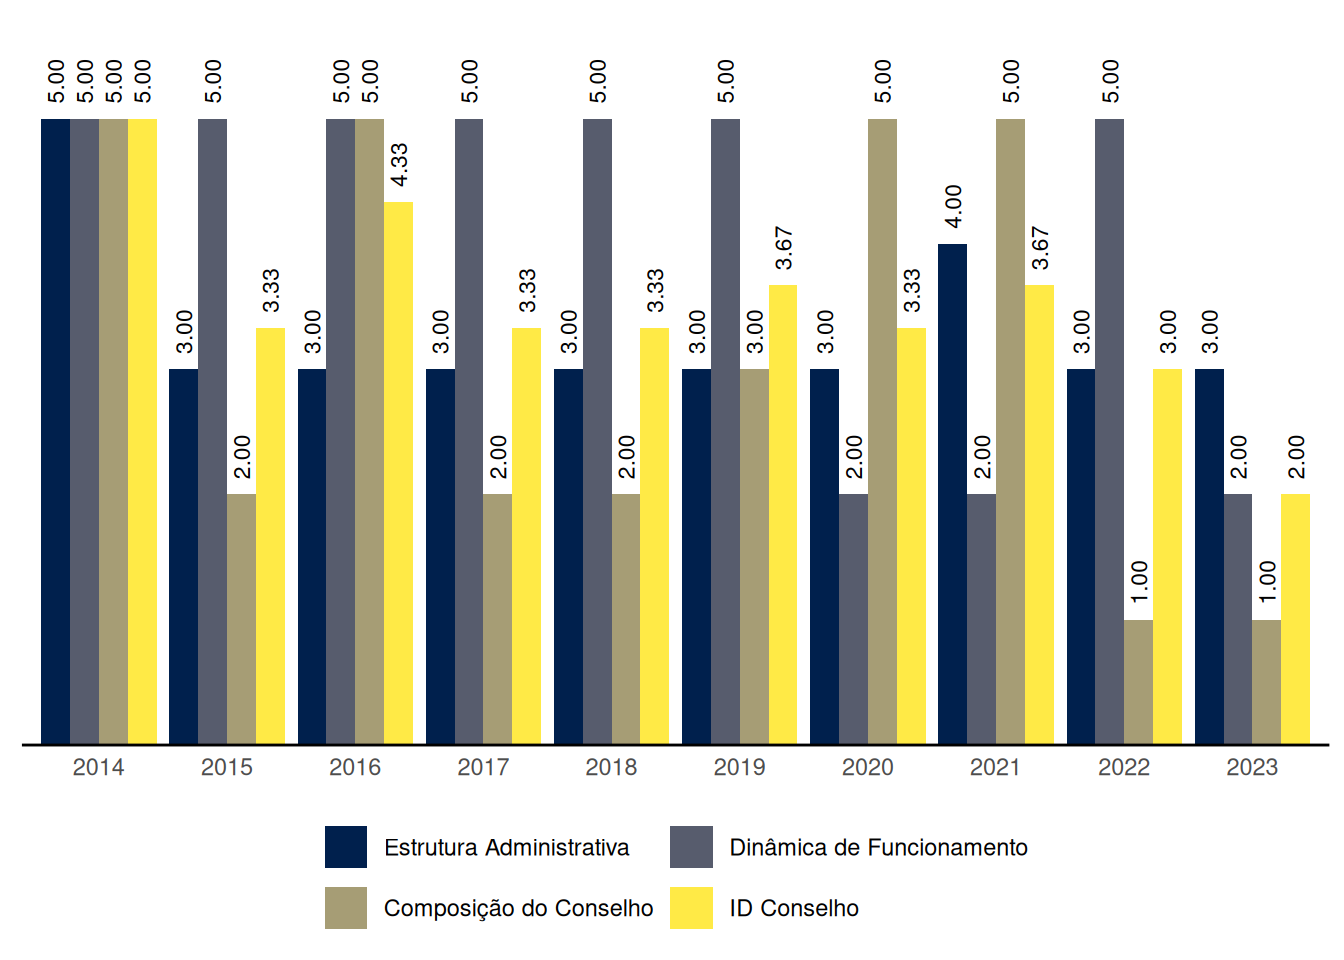 5.00 5.00 5.00 5.00 5.00 5.00 5.00 5.00 5.00 5.00 5.00 5.00 5.00
4.33
4.00
3.67 3.67
3.33 3.33 3.33 3.33
3.00 3.00 3.00 3.00 3.00 3.00 3.00 3.00 3.00 3.00
2.00 2.00 2.00 2.00 2.00 2.00 2.00
1.00 1.00
2014 2015 2016 2017 2018 2019 2020 2021 2022 2023
Estrutura Administrativa Dinâmica de Funcionamento
Composição do Conselho ID Conselho